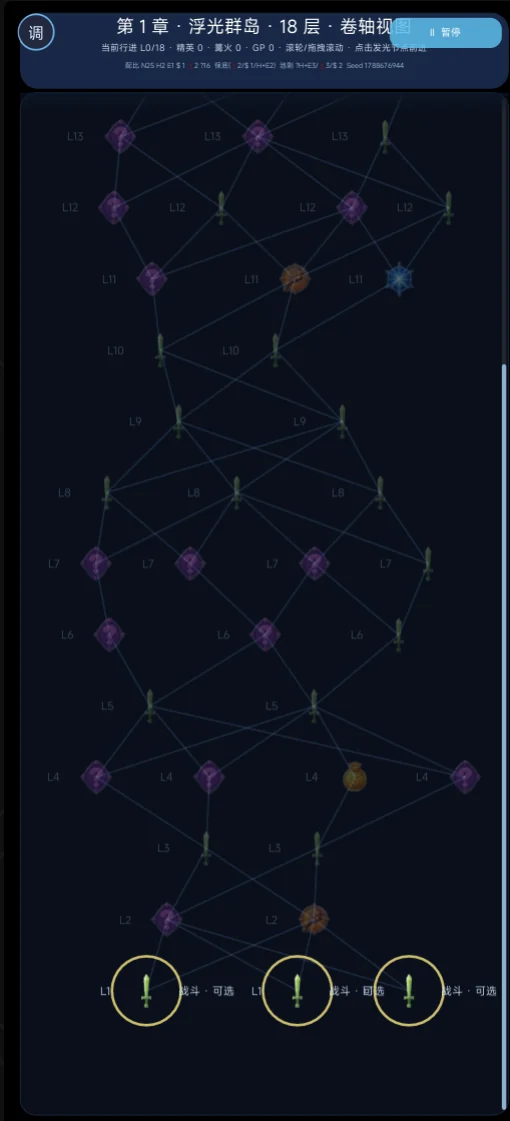 调
第 1 章 · 浮光群岛 · 18 层 · 卷轴视图
⏸ 暂停
当前行进 L0/18 · 精英 0 · 篝火 0 · GP 0 · 滚轮/拖拽滚动 · 点击发光节点前进
Seed 1788676944
L13 L13 L13
L12 L12 L12 L12
L11 L11 L11
L10 L10
L9 L9
L8 L8 L8
L7 L7 L7 L7
L6 L6 L6
L5 L5
L4 L4 L4 L4
L3 L3
L2 L2
L1 战斗 · 可选 L1 战斗 · 可选 战斗 · 可选